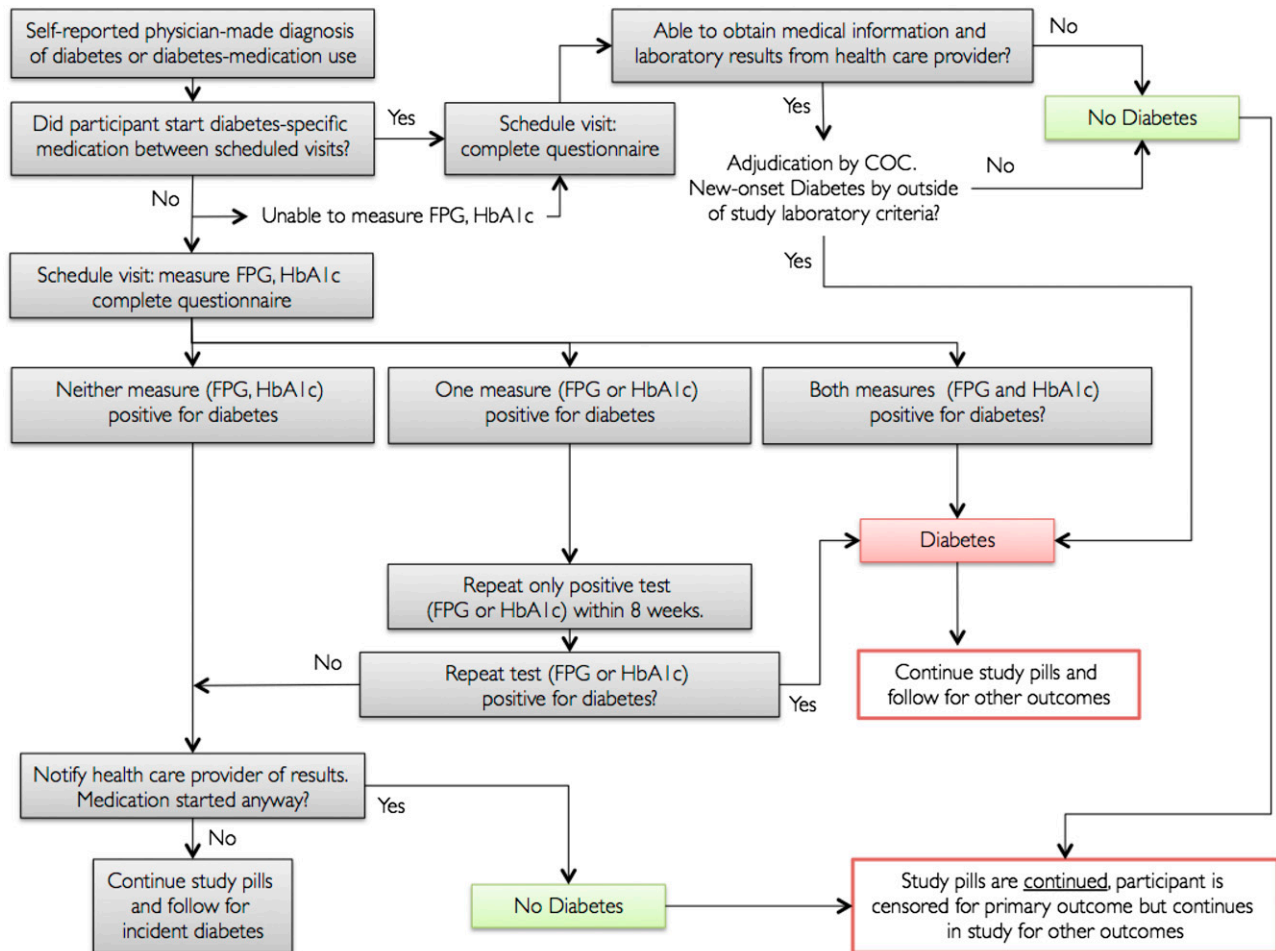 Self-reported physician-made diagnosis
of diabetes or diabetes-medication use
Able to obtain medical information and
laboratory results from health care provider?
No
Did participant start diabetes-specific
medication between scheduled visits?
Yes
Schedule visit:
complete questionnaire
Yes
No Diabetes
No
Unable to measure FPG, HbA1c
Adjudication by COC.
New-onset Diabetes by outside
of study laboratory criteria?
No
Yes
Schedule visit: measure FPG, HbA1c
complete questionnaire
Neither measure (FPG, HbA1c)
positive for diabetes
One measure (FPG or HbA1c)
positive for diabetes
Both measures (FPG and HbA1c)
positive for diabetes?
Diabetes
Repeat only positive test
(FPG or HbA1c) within 8 weeks.
No
Repeat test (FPG or HbA1c)
positive for diabetes?
Yes
Continue study pills and
follow for other outcomes
Notify health care provider of results.
Medication started anyway?
Yes
No
Continue study pills
and follow for
incident diabetes
No Diabetes
Study pills are continued, participant is
censored for primary outcome but continues
in study for other outcomes